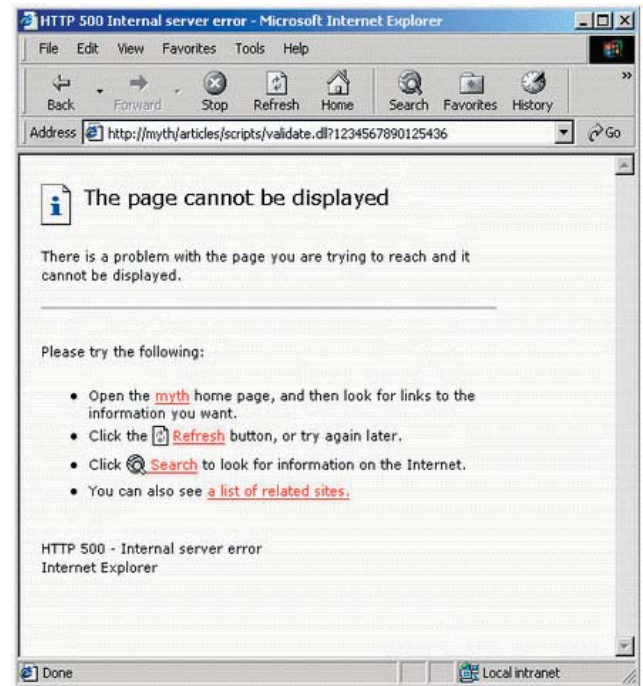 HTTP 500 Internal server error - Microsoft Internet Explorer
File Edit View Favorites Tools Help
Back Forward Stop Refresh Home Search Favorites History »
Address http://myth/articles/scripts/validate.dll?1234567890125436 Go
The page cannot be displayed
There is a problem with the page you are trying to reach and it
cannot be displayed.
Please try the following:
• Open the myth home page, and then look for links to the
information you want.
• Click the Refresh button, or try again later.
• Click Search to look for information on the Internet.
• You can also see a list of related sites.
HTTP 500 - Internal server error
Internet Explorer
Done Local intranet